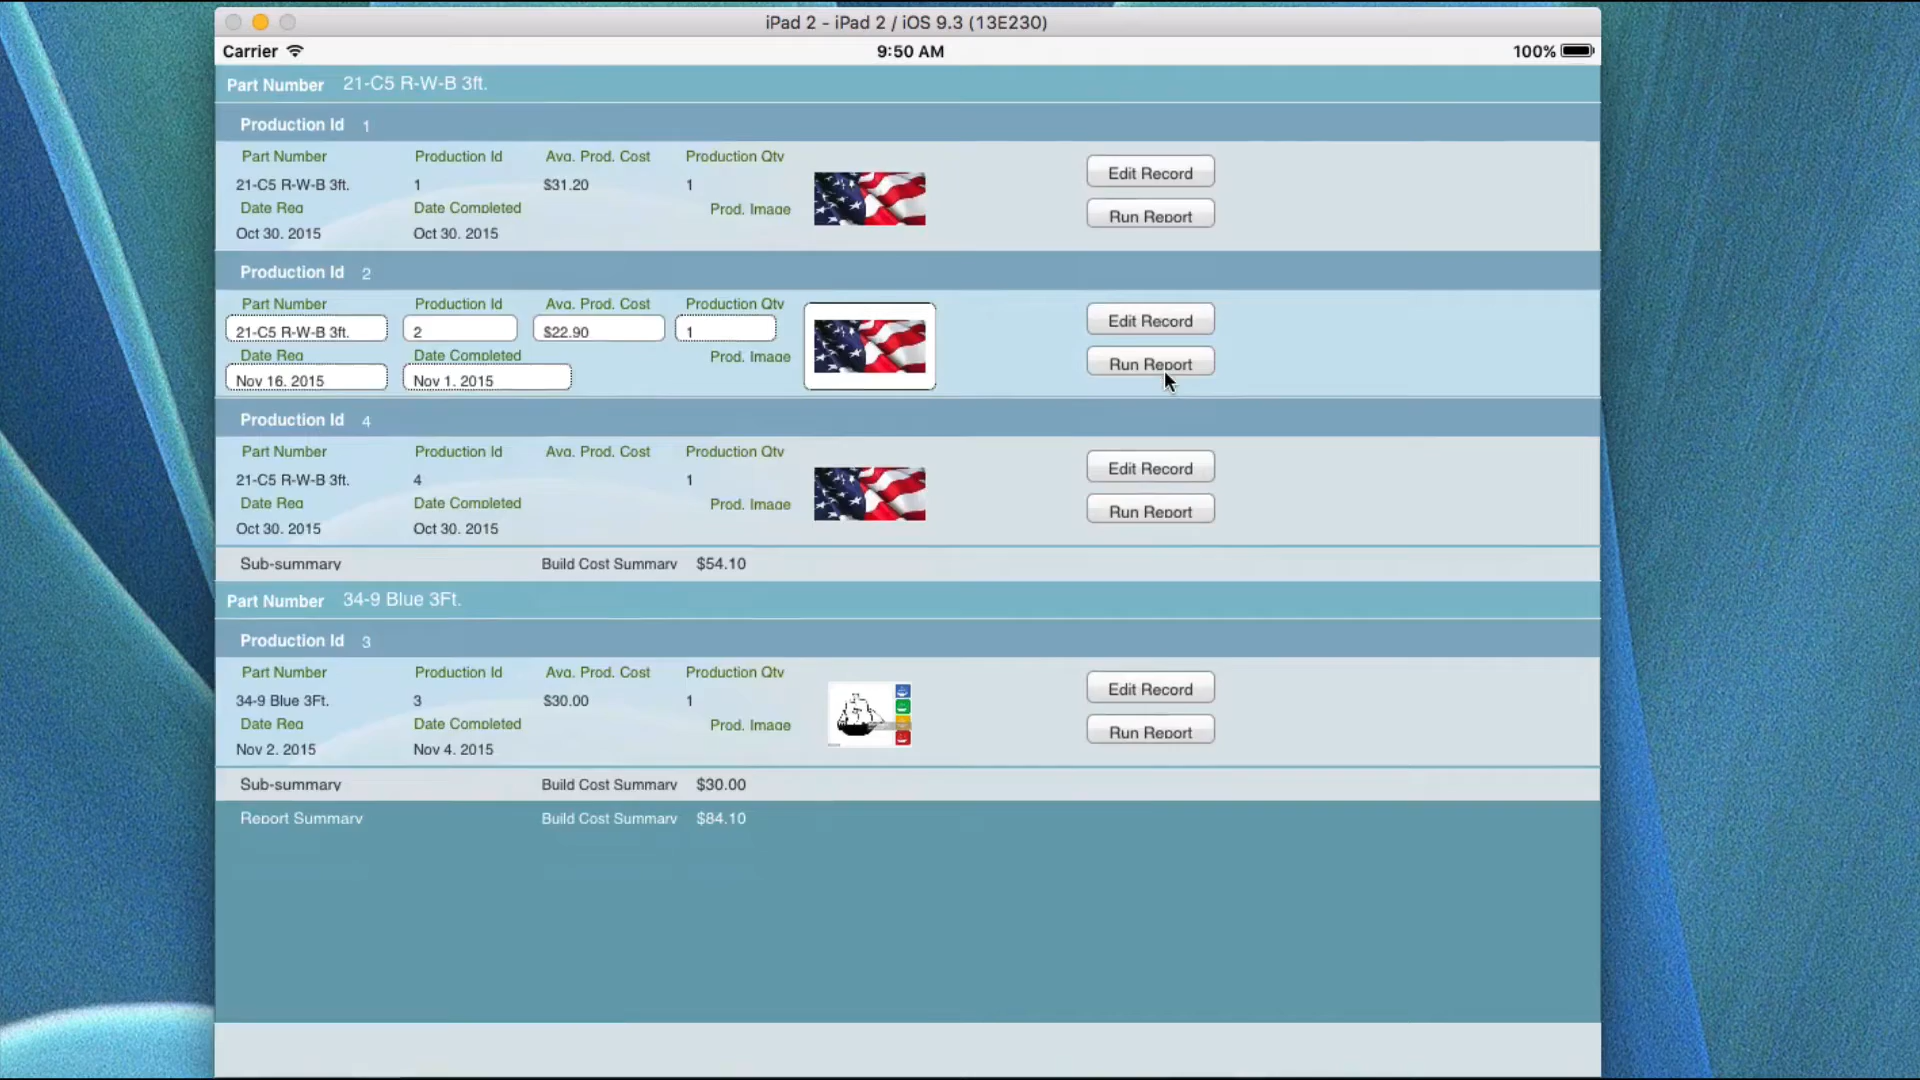 iPad 2 - iPad 2 / iOS 9.3 (13E230)
Carrier 9:50 AM 100%
Part Number 21-C5 R-W-B 3ft.
Production Id 1
Part Number Production Id Avg. Prod. Cost Production Qty
21-C5 R-W-B 3ft. 1 $31.20 1
Edit Record
Date Req Date Completed Prod. Image
Run Report
Oct 30. 2015 Oct 30. 2015
Production Id 2
Part Number Production Id Avg. Prod. Cost Production Qty
21-C5 R-W-B 3ft. 2 $22.90 1
Edit Record
Date Req Date Completed Prod. Image
Run Report
Nov 16. 2015 Nov 1. 2015
Production Id 4
Part Number Production Id Avg. Prod. Cost Production Qty
21-C5 R-W-B 3ft. 4 1
Edit Record
Date Req Date Completed Prod. Image
Run Report
Oct 30. 2015 Oct 30. 2015
Sub-summary Build Cost Summary $54.10
Part Number 34-9 Blue 3Ft.
Production Id 3
Part Number Production Id Avg. Prod. Cost Production Qty
34-9 Blue 3Ft. 3 $30.00 1
Edit Record
Date Req Date Completed Prod. Image
Run Report
Nov 2. 2015 Nov 4. 2015
Sub-summary Build Cost Summary $30.00
Report Summary Build Cost Summary $84.10